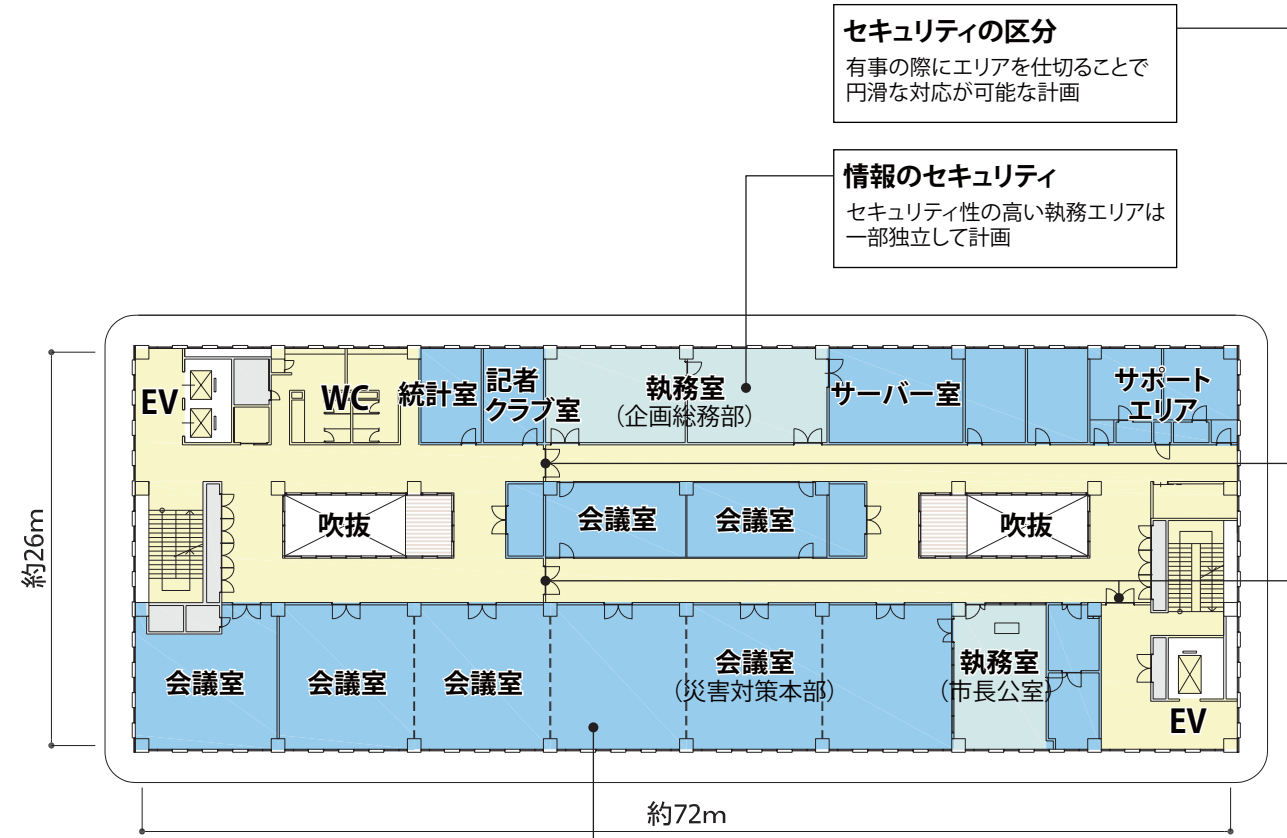 セキュリティの区分
有事の際にエリアを仕切ることで
円滑な対応が可能な計画
情報のセキュリティ
セキュリティ性の高い執務エリアは
一部独立して計画
EV
WC
統計室
記者
クラブ室
執務室
(企画総務部)
サーバー室
サポート
エリア
吹抜
会議室
会議室
吹抜
約26m
会議室
会議室
会議室
会議室
(災害対策本部)
執務室
(市長公室)
EV
約72m